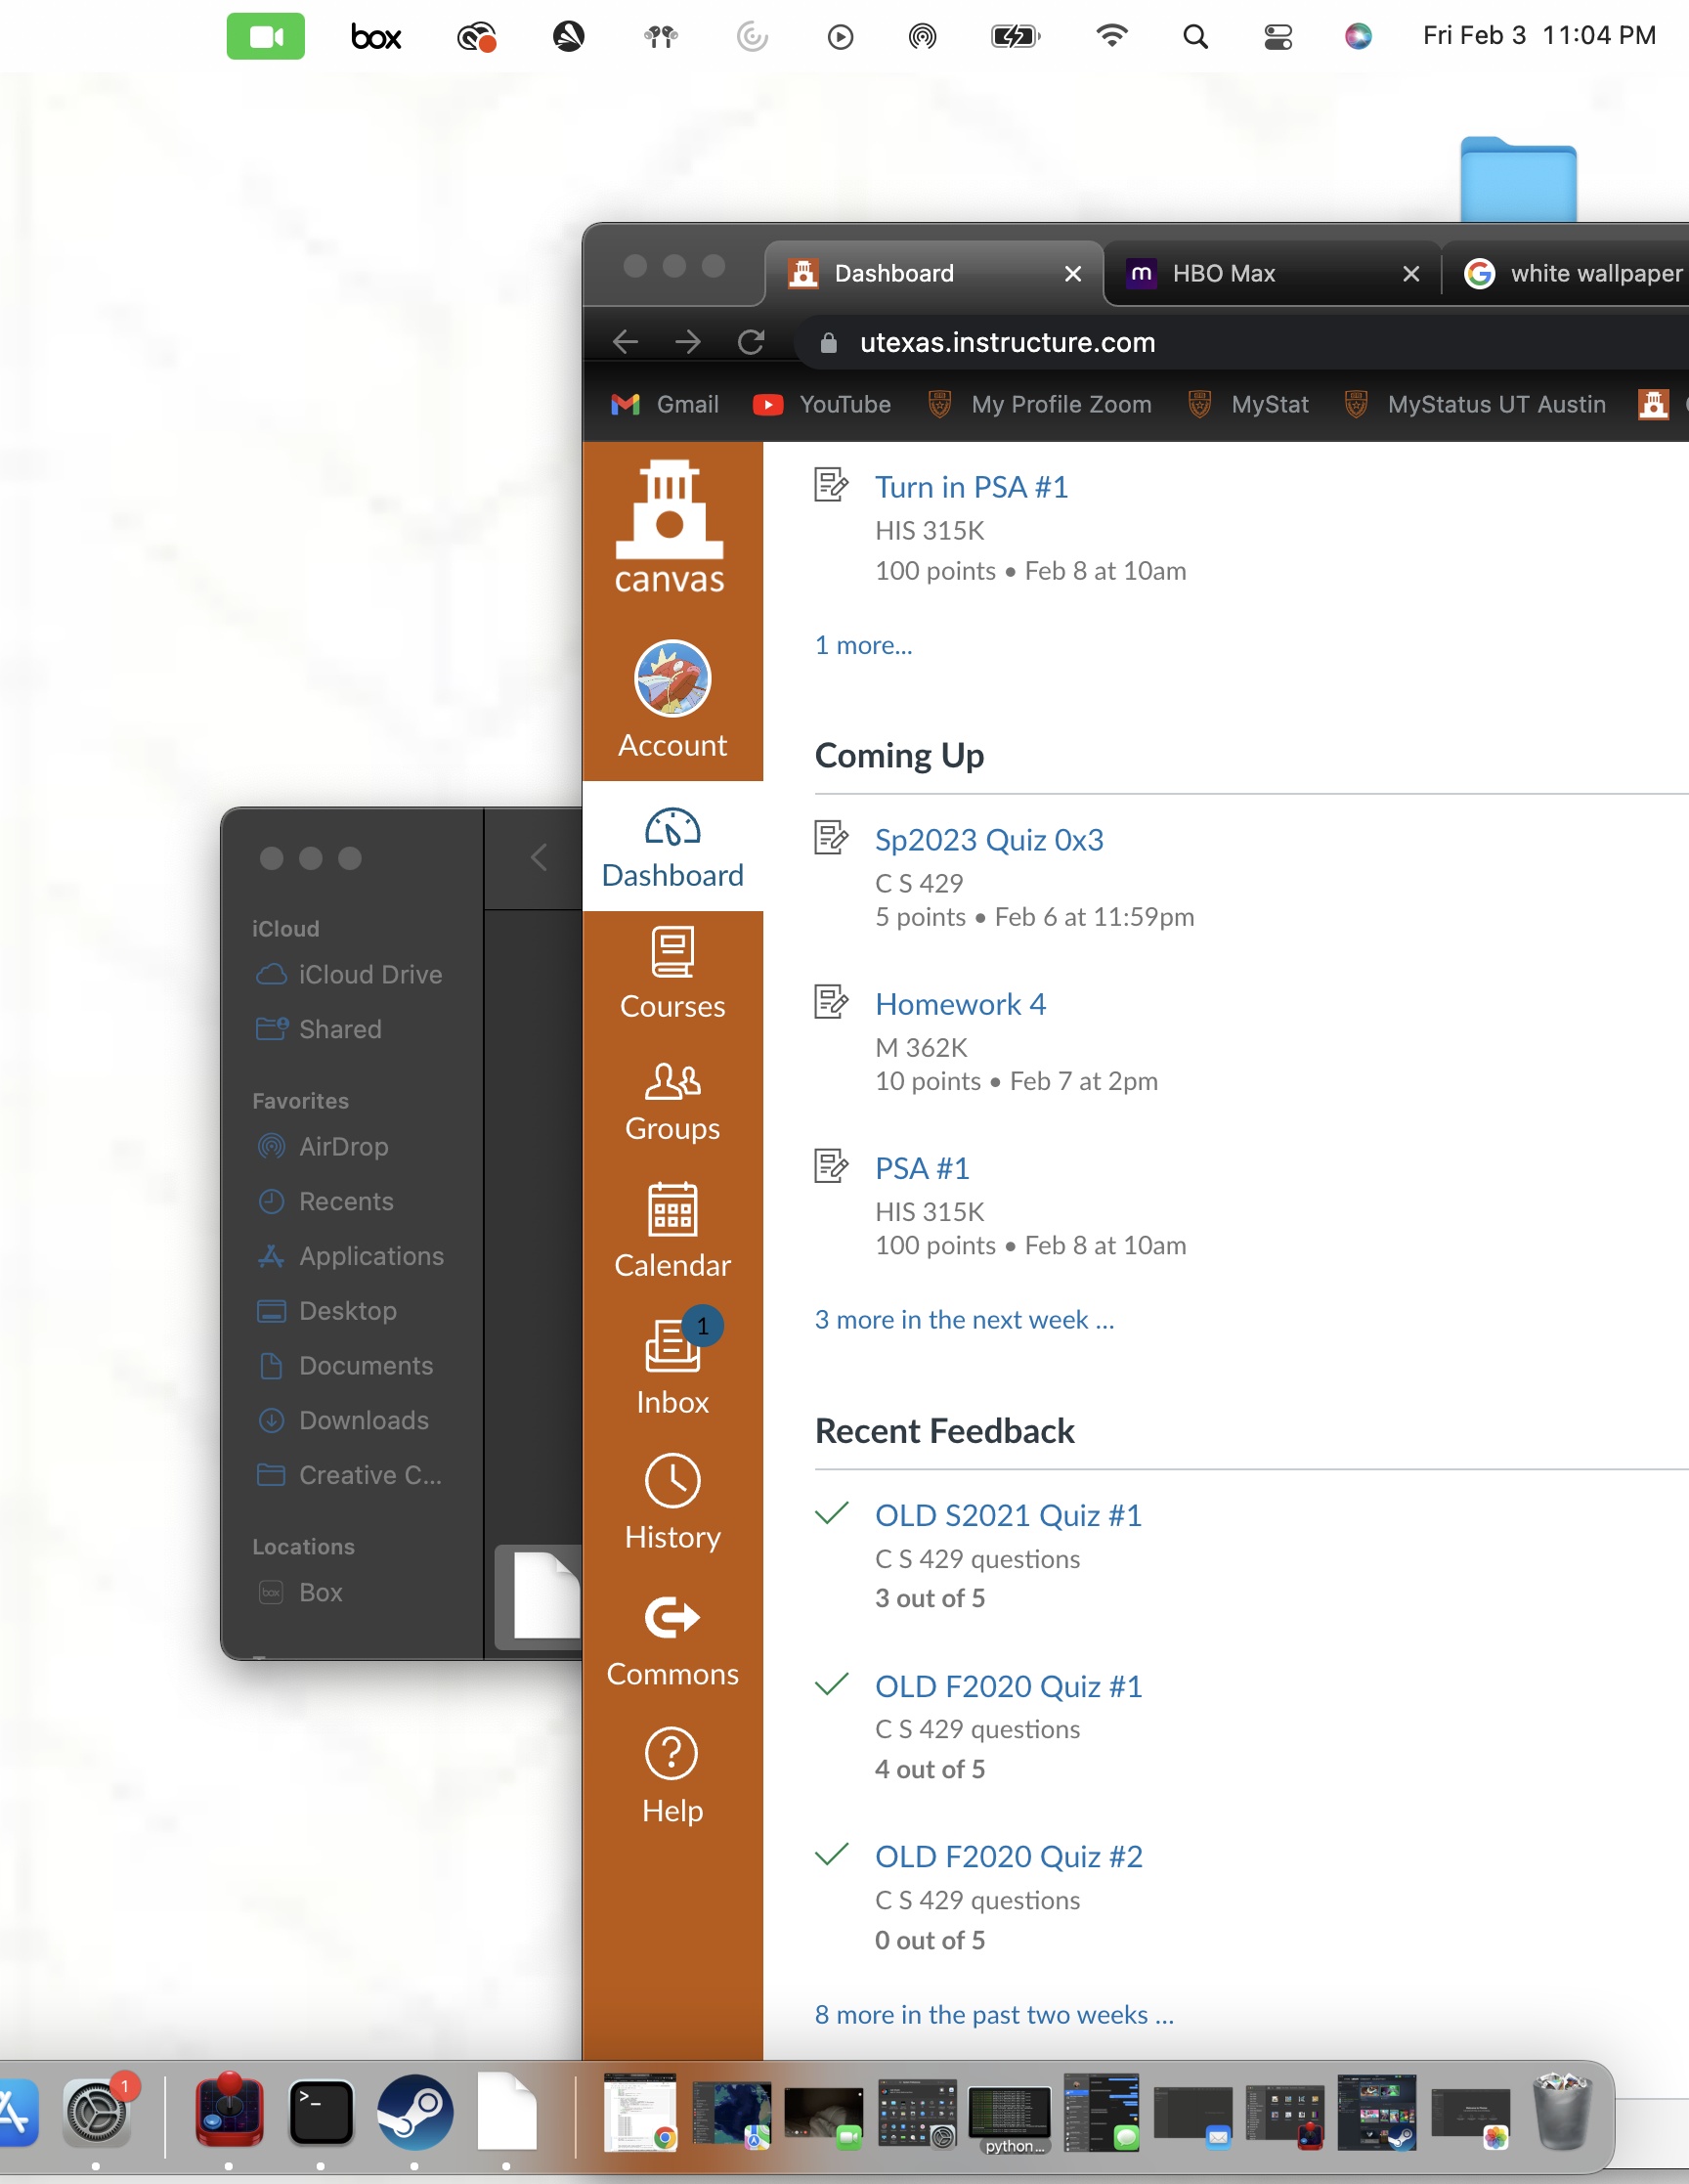 box
Fri Feb 3 11:04 PM
Dashboard
HBO Max
white wallpaper
utexas.instructure.com
Gmail
YouTube
My Profile Zoom
MyStat
MyStatus UT Austin
canvas
Account
Dashboard
Courses
Groups
Calendar
1
Inbox
History
Commons
Help
Turn in PSA #1
HIS 315K
100 points • Feb 8 at 10am
1 more...
Coming Up
Sp2023 Quiz 0x3
C S 429
5 points • Feb 6 at 11:59pm
Homework 4
M 362K
10 points • Feb 7 at 2pm
PSA #1
HIS 315K
100 points • Feb 8 at 10am
3 more in the next week ...
Recent Feedback
OLD S2021 Quiz #1
C S 429 questions
3 out of 5
OLD F2020 Quiz #1
C S 429 questions
4 out of 5
OLD F2020 Quiz #2
C S 429 questions
0 out of 5
8 more in the past two weeks ...
iCloud
iCloud Drive
Shared
Favorites
AirDrop
Recents
Applications
Desktop
Documents
Downloads
Creative C...
Locations
box
Box
1
>_
python...